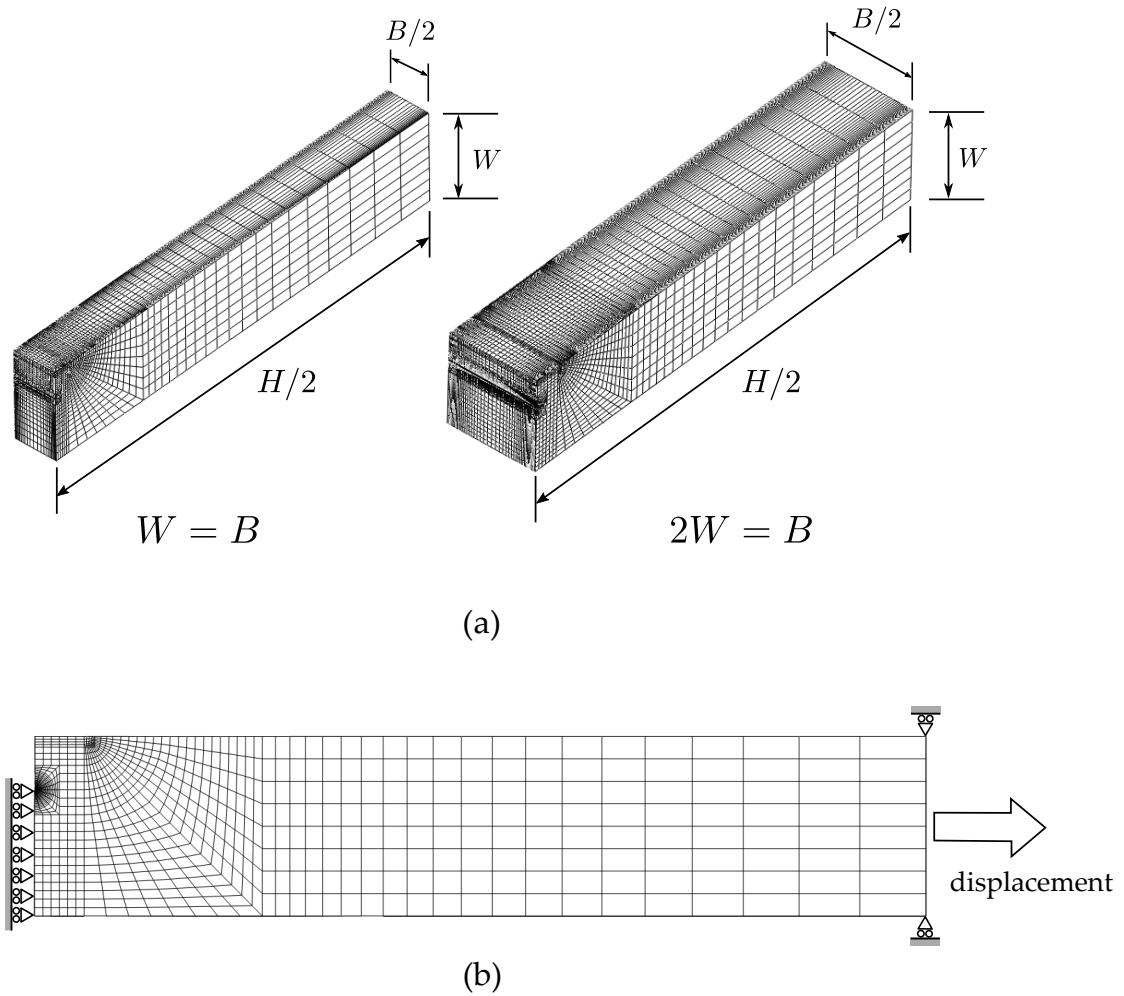 B/2
B/2
W
W
H/2
H/2
W = B
2W = B
(a)
displacement
(b)